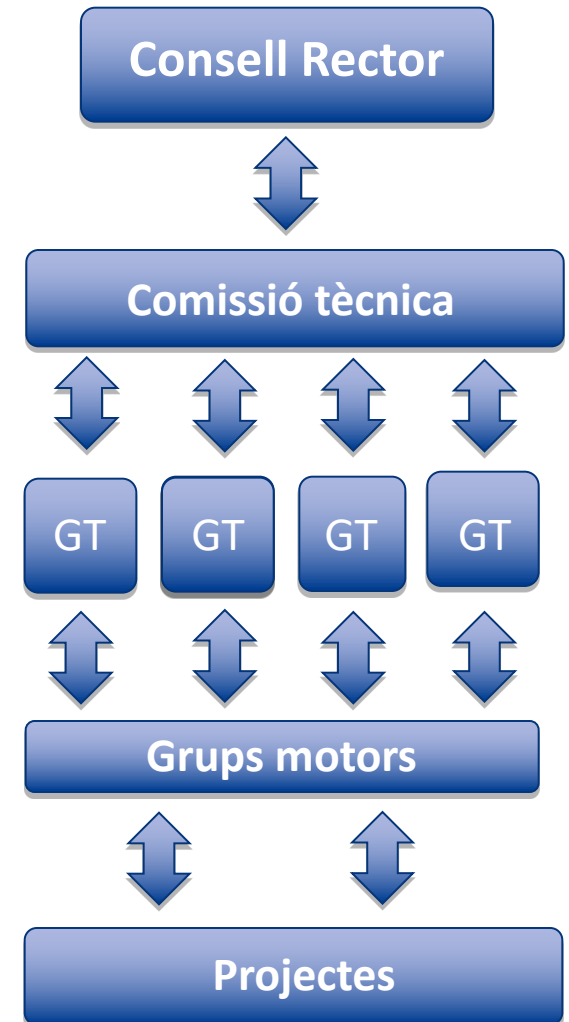 Consell Rector
Comissió tècnica
GT GT GT GT
Grups motors
Projectes